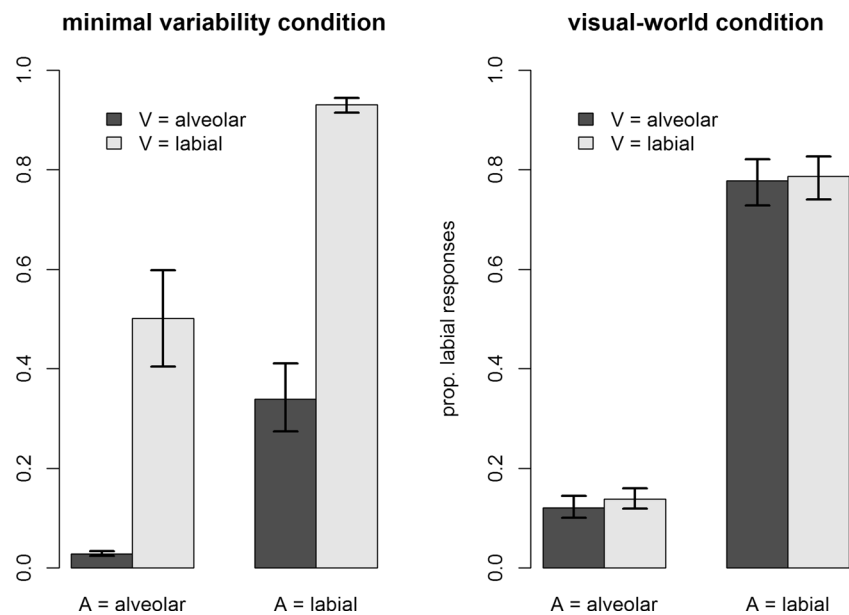 minimal variability condition
1.0
0.8
0.6
0.4
0.2
0.0
V = alveolar
V = labial
A = alveolar
A = labial
visual-world condition
prop. labial responses
1.0
0.8
0.6
0.4
0.2
0.0
V = alveolar
V = labial
A = alveolar
A = labial